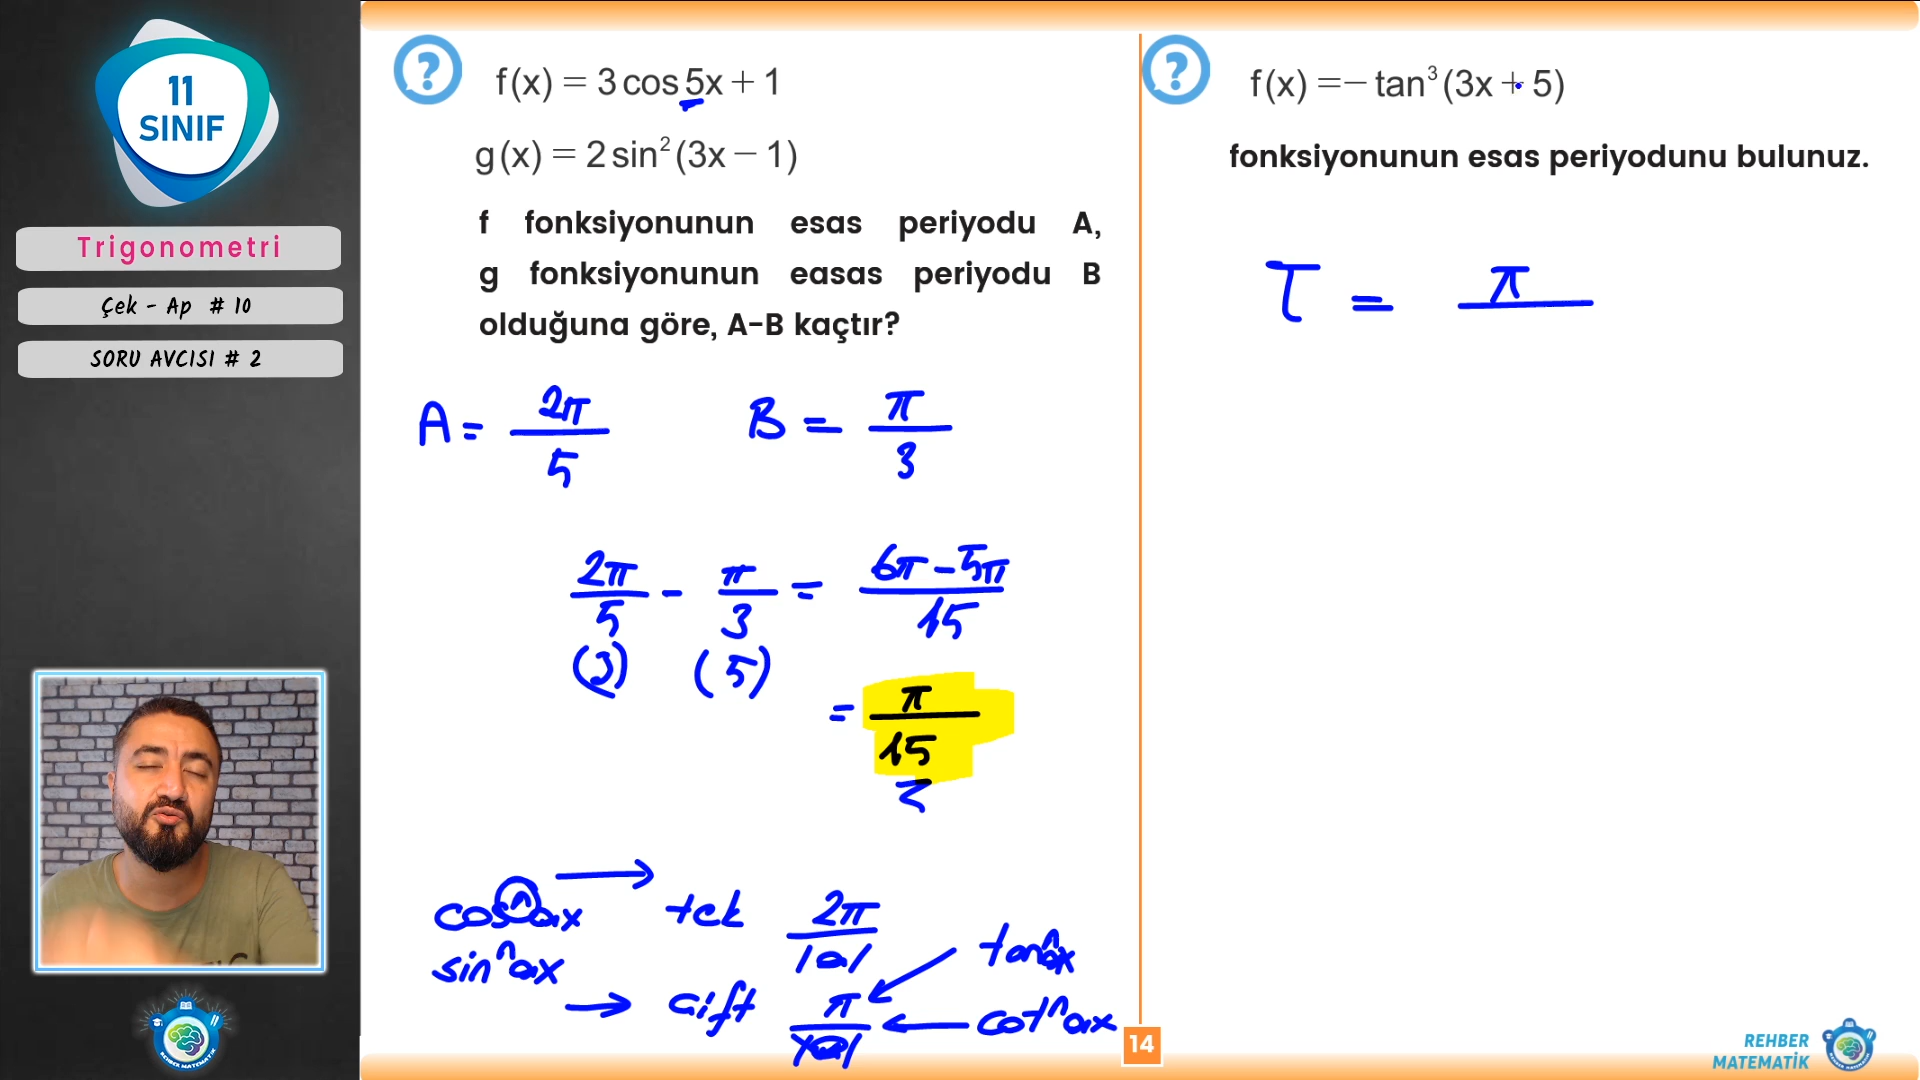 11
SINIF
Trigonometri
Çek - Ap # 10
SORU AVCISI # 2
?
f(x) = 3 cos 5x + 1
g(x) = 2 sin² (3x − 1)
f fonksiyonunun esas periyodu A,
g fonksiyonunun easas periyodu B
olduğuna göre, A-B kaçtır?
A = 2π/5 B = π/3
2π/5 - π/3 = 6π - 5π/15
(3) (5)
= π/15
cosⁿax → tek 2π/|a|
sinⁿax → çift π/|a|
tanⁿax
cotⁿax
?
f(x) = − tan³ (3x + 5)
fonksiyonunun esas periyodunu bulunuz.
T = π
14
REHBER
MATEMATİK
REHBER MATEMATİK